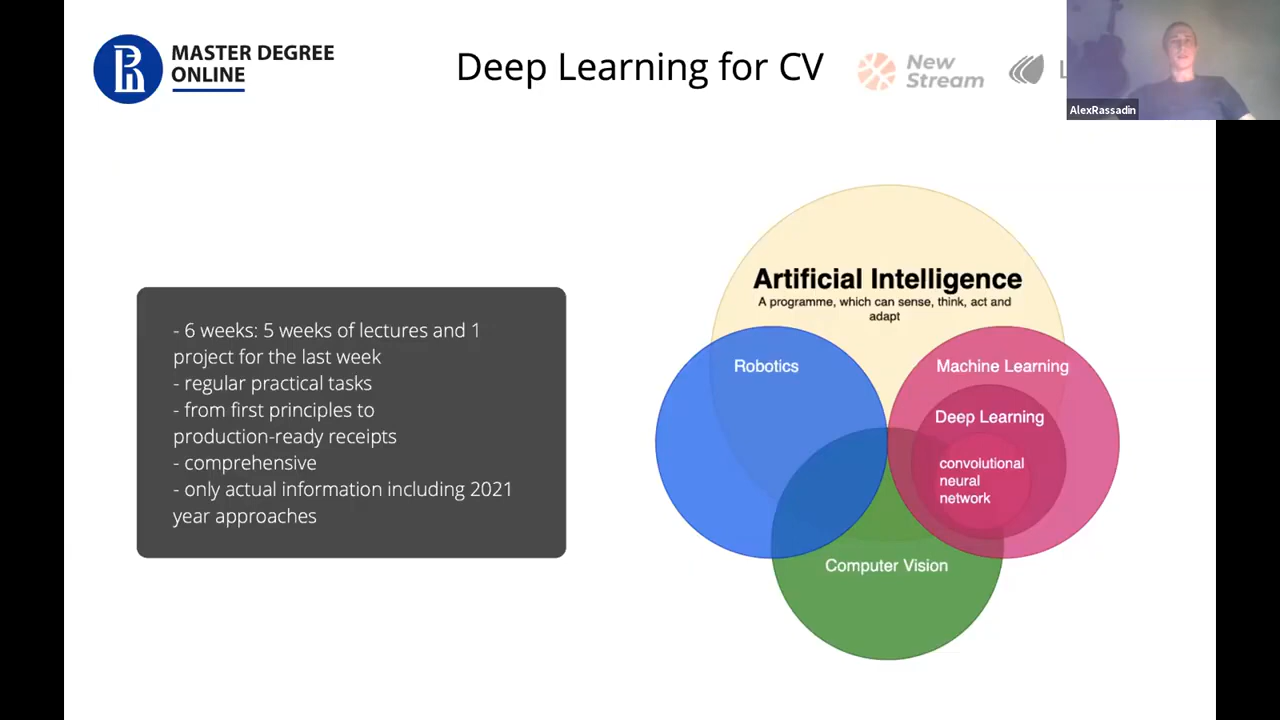 MASTER DEGREE
ONLINE
Deep Learning for CV
New
Stream
L
AlexRassadin
- 6 weeks: 5 weeks of lectures and 1
project for the last week
- regular practical tasks
- from first principles to
production-ready receipts
- comprehensive
- only actual information including 2021
year approaches
Artificial Intelligence
A programme, which can sense, think, act and
adapt
Robotics
Machine Learning
Deep Learning
convolutional
neural
network
Computer Vision